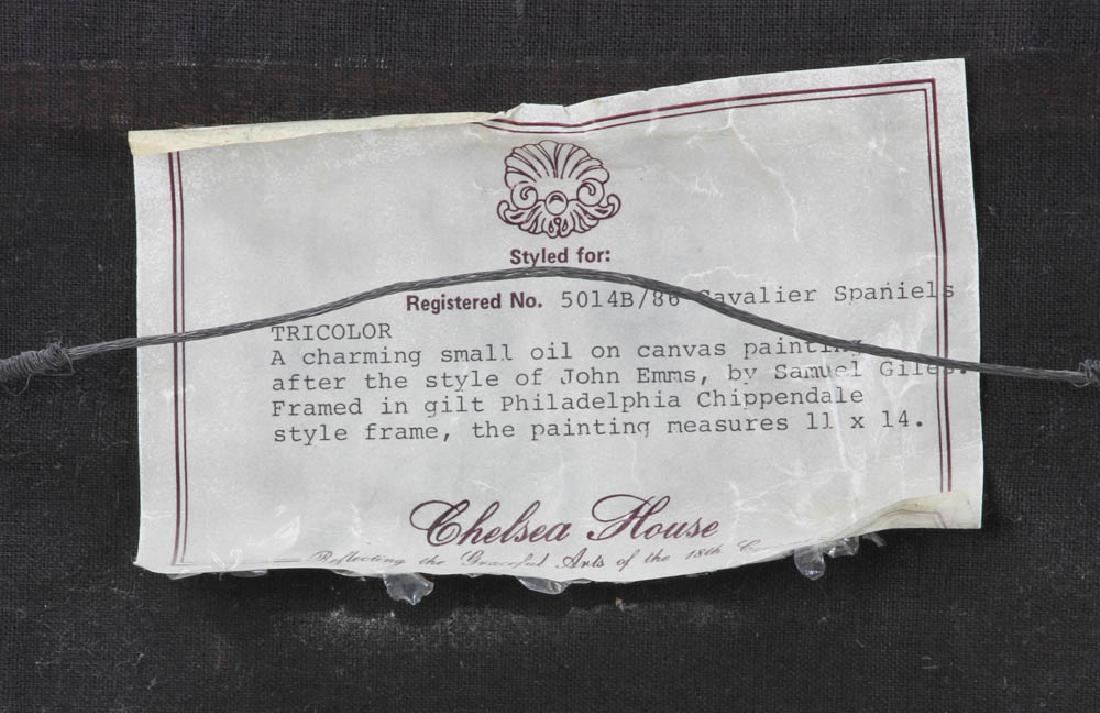 Styled for:
Registered No. 5014B/86 Cavalier Spaniels
TRICOLOR
A charming small oil on canvas painting
after the style of John Emms, by Samuel Giles.
Framed in gilt Philadelphia Chippendale
style frame, the painting measures 11 x 14.
Chelsea House
Reflecting the Graceful Arts of the 18th